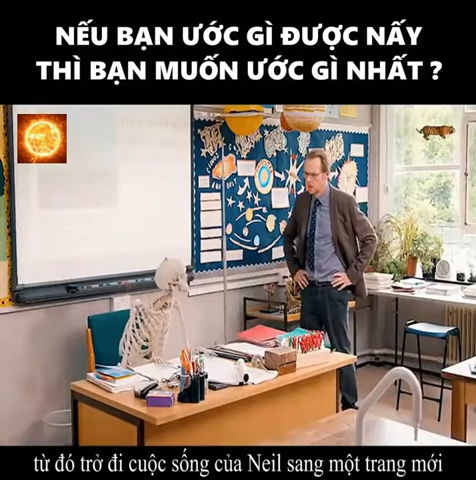 NẾU BẠN ƯỚC GÌ ĐƯỢC NẤY
THÌ BẠN MUỐN ƯỚC GÌ NHẤT ?
từ đó trở đi cuộc sống của Neil sang một trang mới